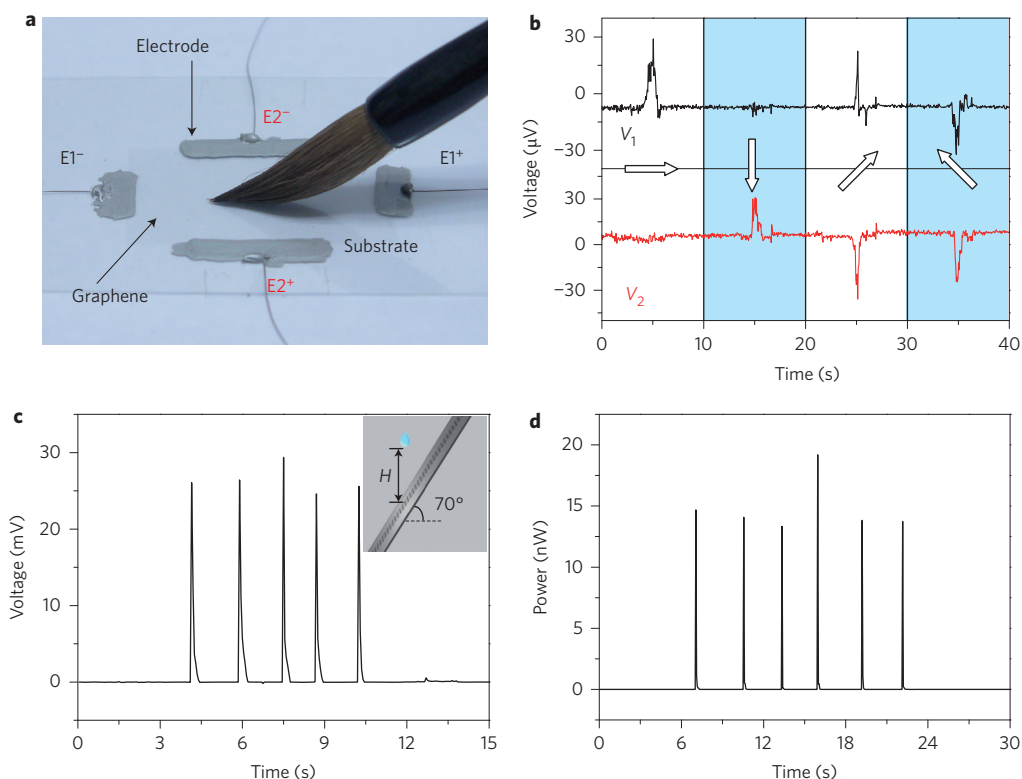 a
Electrode
E2⁻
E1⁻
E1⁺
Substrate
Graphene
E2⁺
b
30
0
−30
V₁
30
0
−30
V₂
Voltage (μV)
0
10
20
30
40
Time (s)
c
30
20
10
0
Voltage (mV)
H
70°
0
3
6
9
12
15
Time (s)
d
20
15
10
5
0
Power (nW)
0
6
12
18
24
30
Time (s)